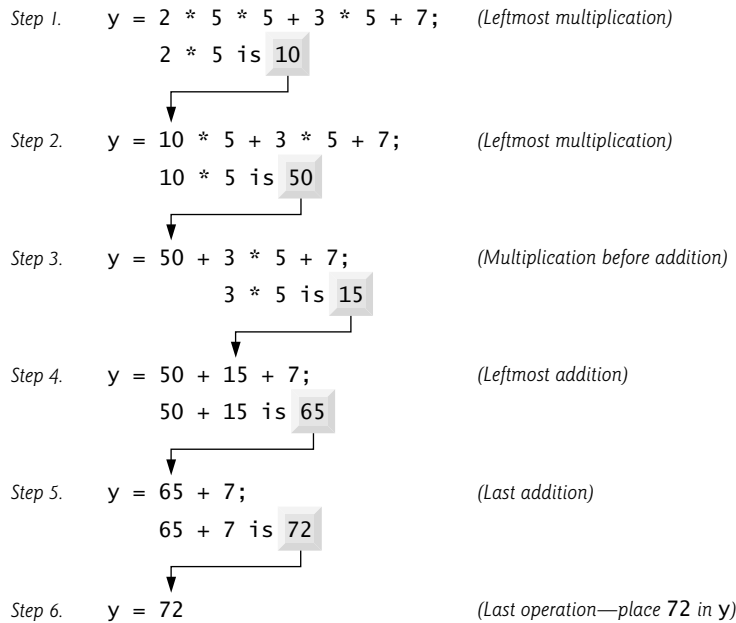 Step 1. y = 2 * 5 * 5 + 3 * 5 + 7; (Leftmost multiplication)
2 * 5 is 10
Step 2. y = 10 * 5 + 3 * 5 + 7; (Leftmost multiplication)
10 * 5 is 50
Step 3. y = 50 + 3 * 5 + 7; (Multiplication before addition)
3 * 5 is 15
Step 4. y = 50 + 15 + 7; (Leftmost addition)
50 + 15 is 65
Step 5. y = 65 + 7; (Last addition)
65 + 7 is 72
Step 6. y = 72 (Last operation—place 72 in y)